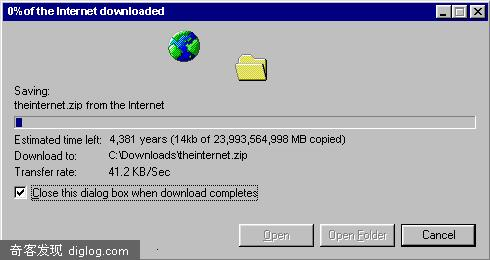 0% of the Internet downloaded
Saving:
theinternet.zip from the Internet
Estimated time left: 4,381 years (14kb of 23,993,564,998 MB copied)
Download to: C:\Downloads\theinternet.zip
Transfer rate: 41.2 KB/Sec
Close this dialog box when download completes
Open Open Folder Cancel
奇客发现 diglog.com